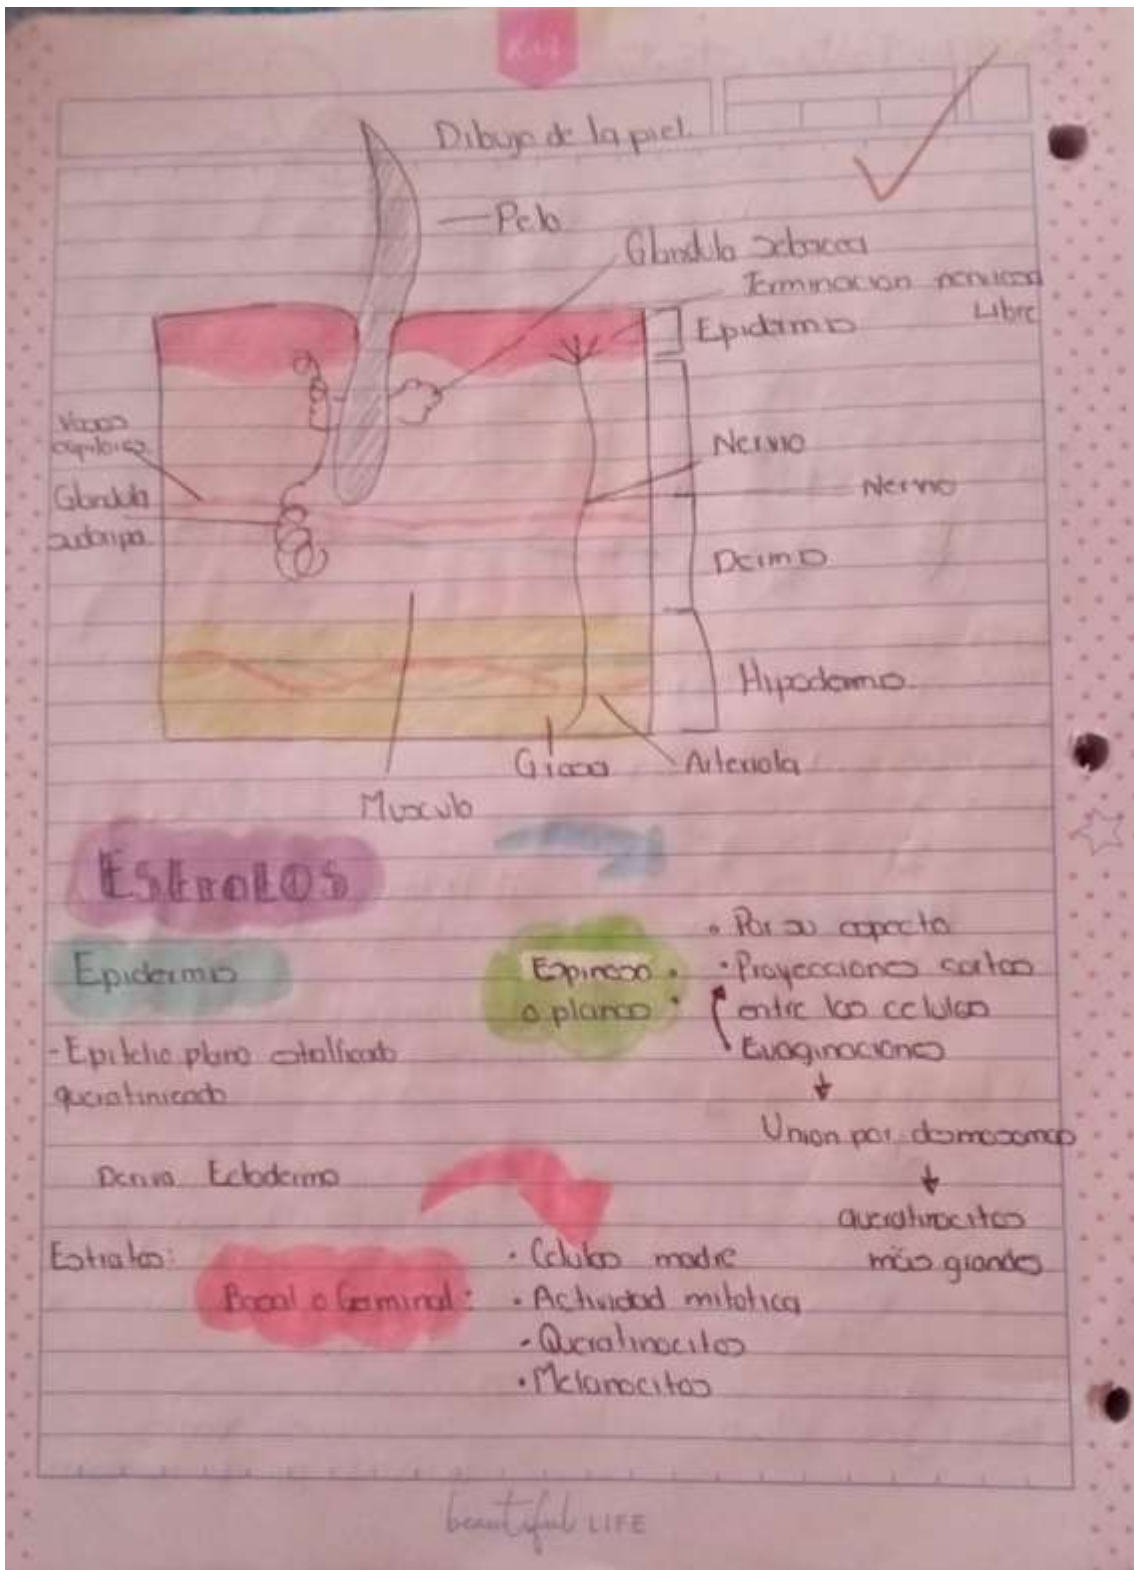 Dibujo de la piel.
Pelo
Glandula sebacea
Terminacion nerviosa
Libre
Epidermis
Vasos
capilares
Nervio
Nervio
Glandula
sudoripa
Dermis
Hipodermis
Grasa
Arteriola
Musculo
Estratos
Epidermis
- Epitelio plano estratificado
queratinizado
Deriva Ectodermo
Espinoso
o planas
• Por su aspecto
• Proyecciones cortas
entre las celulas
Evaginaciones
Union por desmosomas
queratinocitos
más grandes
Estratos:
Basal o Germinal:
• Celulas madre
• Actividad mitotica
• Queratinocitos
• Melanocitos
beautiful LIFE